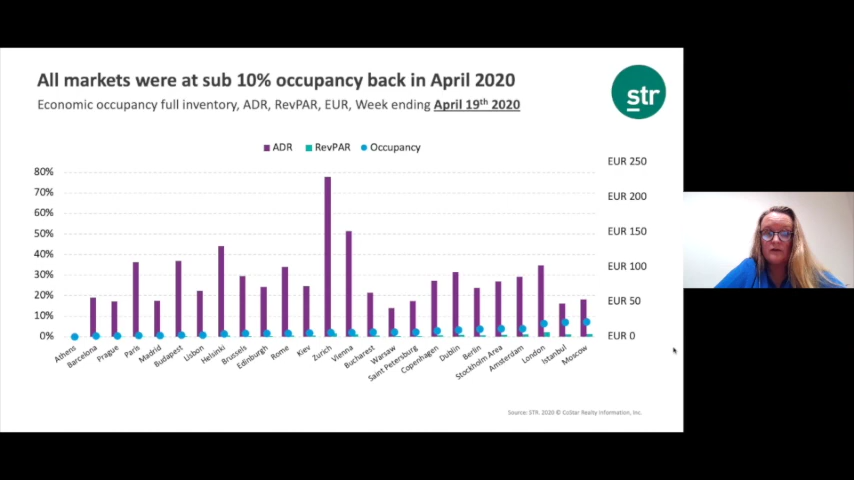 All markets were at sub 10% occupancy back in April 2020
Economic occupancy full inventory, ADR, RevPAR, EUR, Week ending April 19th 2020
str
ADR RevPAR Occupancy
80%
70%
60%
50%
40%
30%
20%
10%
0%
EUR 250
EUR 200
EUR 150
EUR 100
EUR 50
EUR 0
Athens
Barcelona
Prague
Paris
Madrid
Budapest
Lisbon
Helsinki
Brussels
Edinburgh
Rome
Kiev
Zurich
Vienna
Bucharest
Warsaw
Saint Petersburg
Copenhagen
Dublin
Berlin
Stockholm Area
Amsterdam
London
Istanbul
Moscow
Source: STR. 2020 © CoStar Realty Information, Inc.